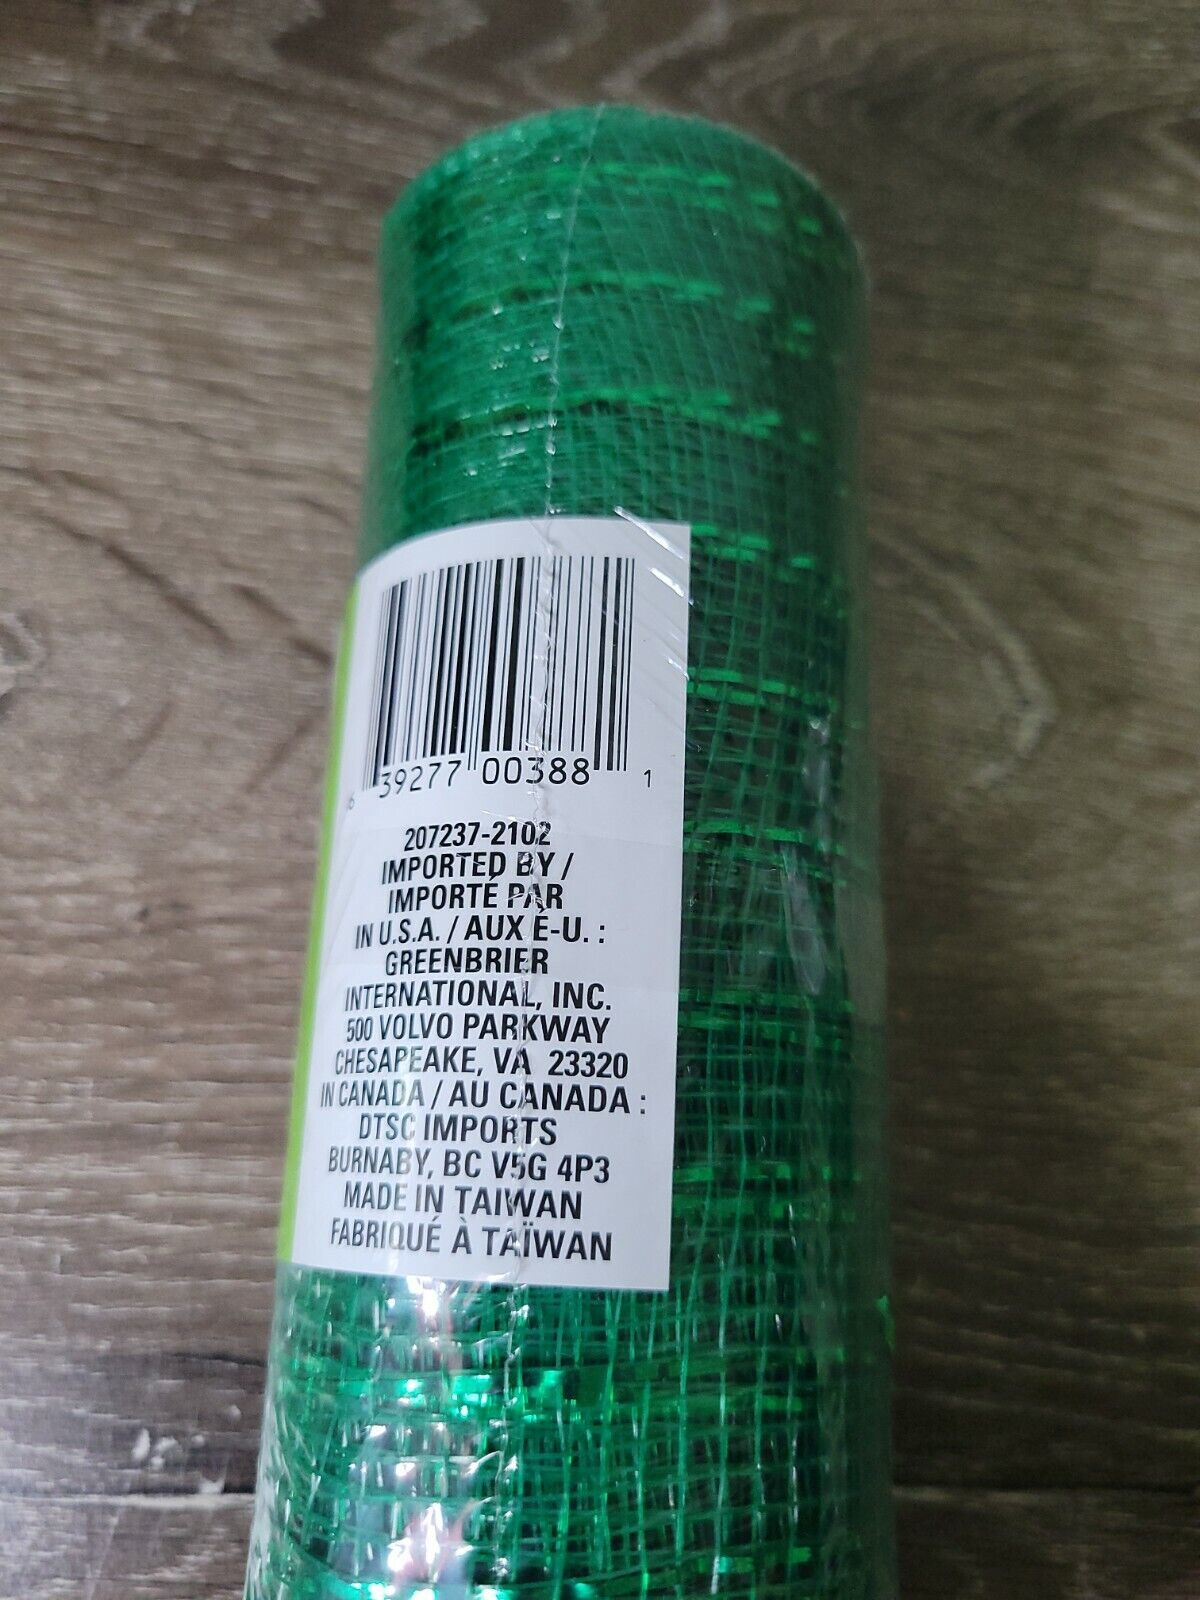 6 39277 00388 1
207237-2102
IMPORTED BY /
IMPORTÉ PAR
IN U.S.A. / AUX É-U. :
GREENBRIER
INTERNATIONAL, INC.
500 VOLVO PARKWAY
CHESAPEAKE, VA 23320
IN CANADA / AU CANADA :
DTSC IMPORTS
BURNABY, BC V5G 4P3
MADE IN TAIWAN
FABRIQUÉ À TAÏWAN